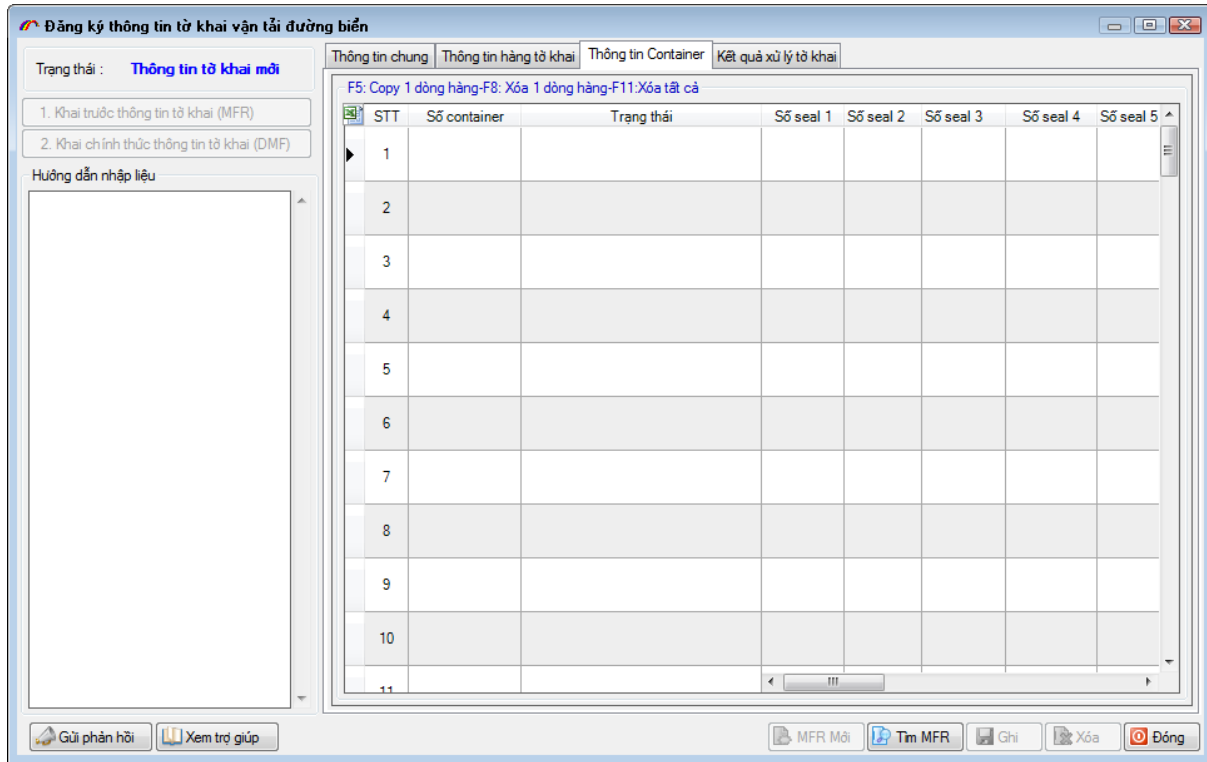 Đăng ký thông tin tờ khai vận tải đường biển
Trạng thái : Thông tin tờ khai mới
1. Khai trước thông tin tờ khai (MFR)
2. Khai chính thức thông tin tờ khai (DMF)
Hướng dẫn nhập liệu
Thông tin chung Thông tin hàng tờ khai Thông tin Container Kết quả xử lý tờ khai
F5: Copy 1 dòng hàng-F8: Xóa 1 dòng hàng-F11:Xóa tất cả
STT Số container Trạng thái Số seal 1 Số seal 2 Số seal 3 Số seal 4 Số seal 5
1
2
3
4
5
6
7
8
9
10
11
Gửi phản hồi Xem trợ giúp MFR Mới Tìm MFR Ghi Xóa Đóng